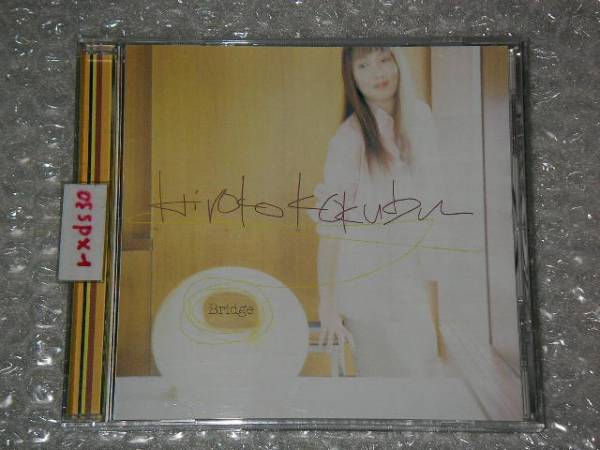 Hiroko Kokubu
Bridge
rxds30